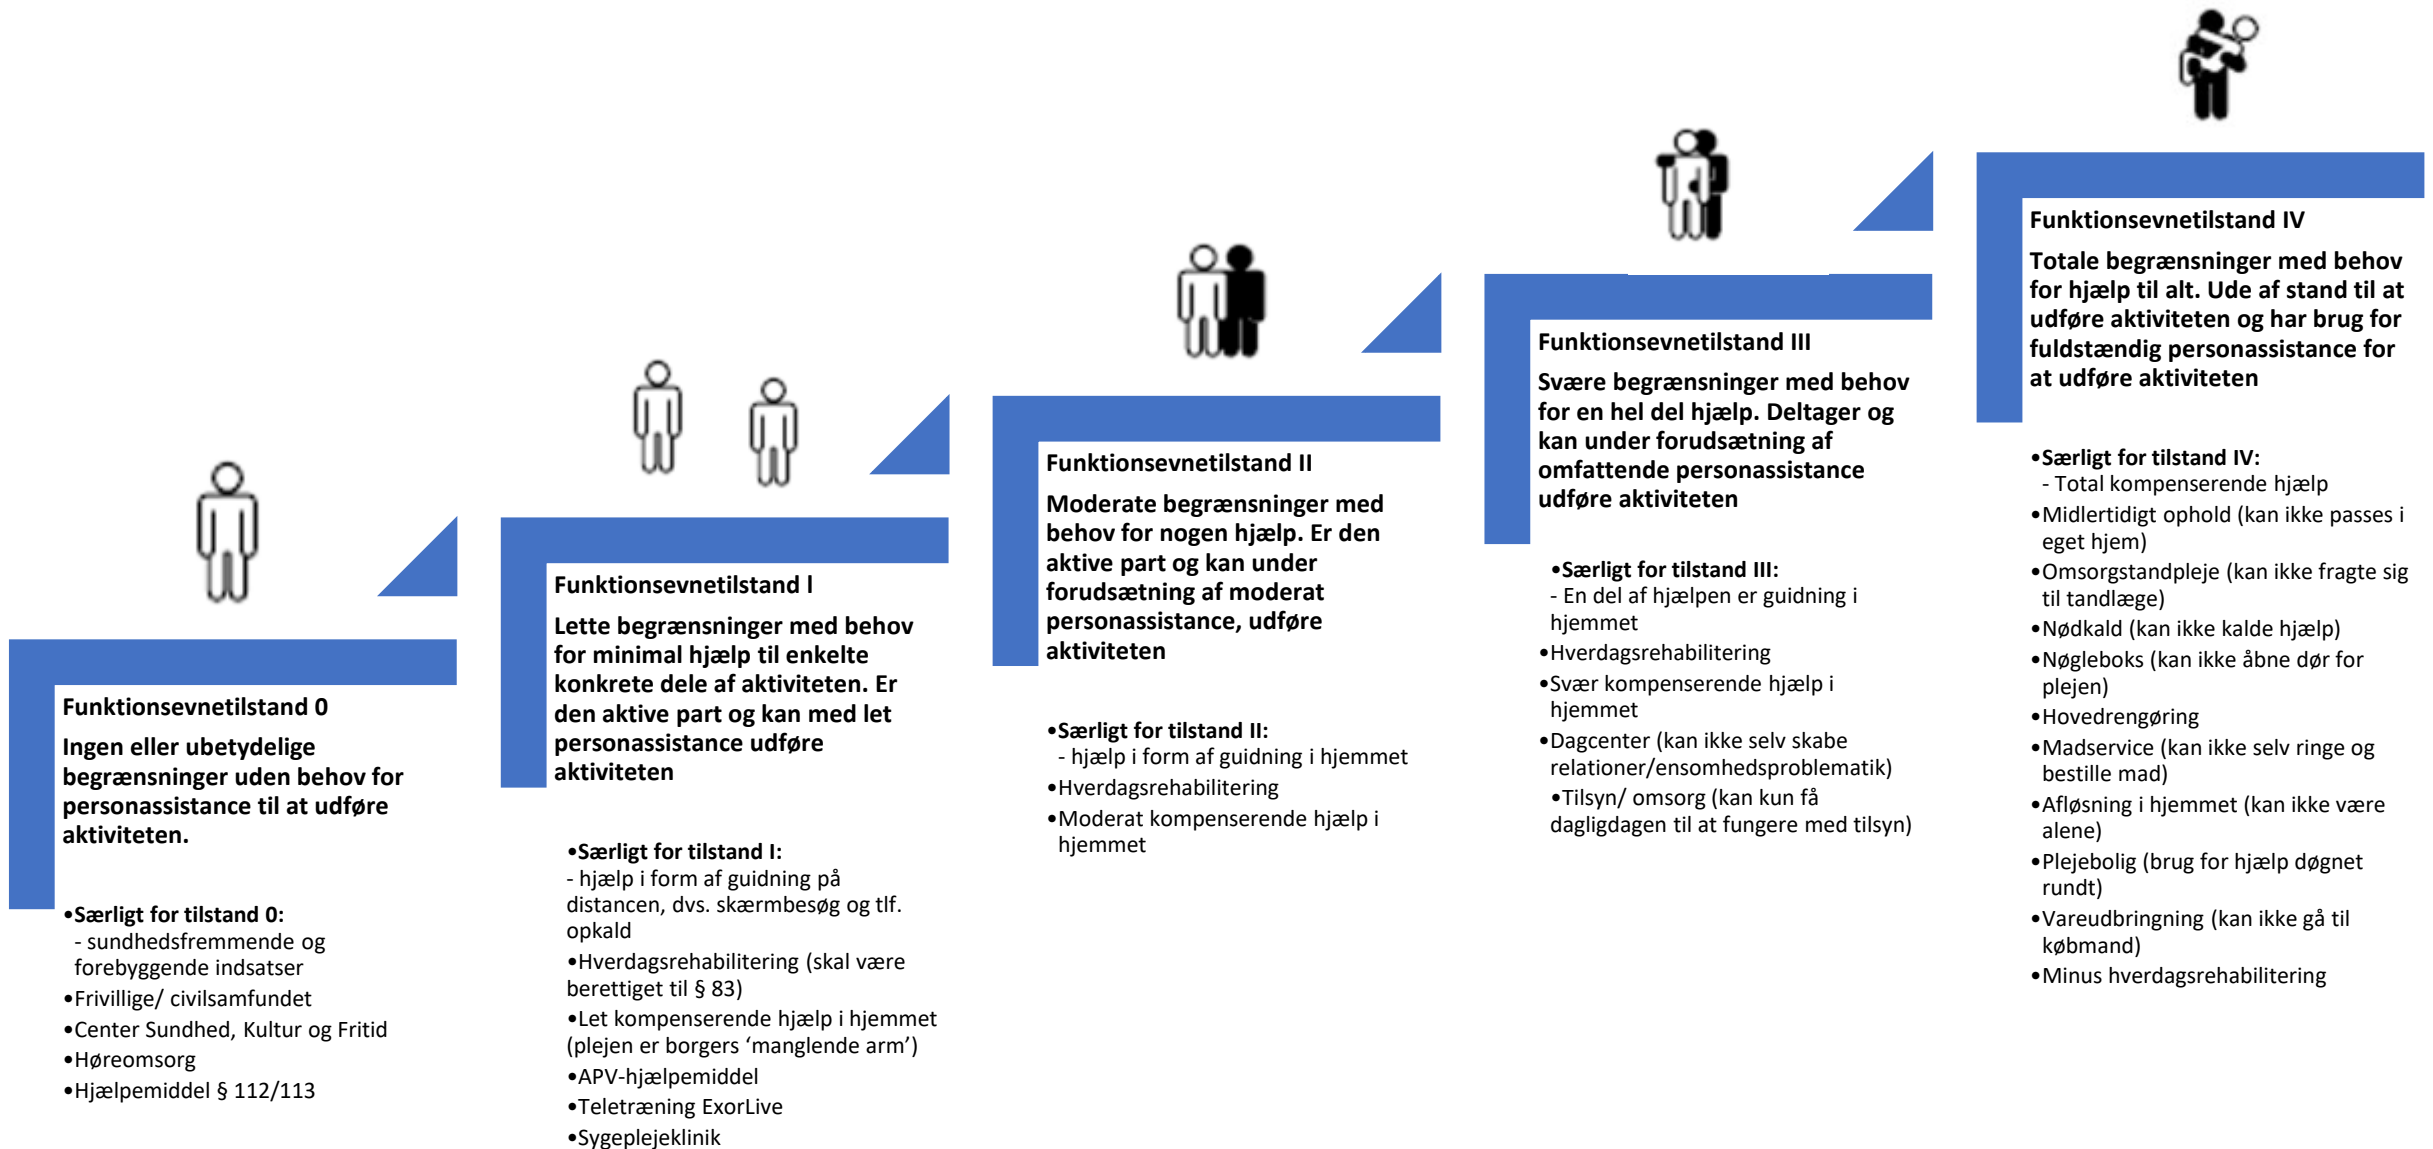 Funktionsevnetilstand 0
Ingen eller ubetydelige
begrænsninger uden behov for
personassistance til at udføre
aktiviteten.
•Særligt for tilstand 0:
- sundhedsfremmende og
forebyggende indsatser
•Frivillige/ civilsamfundet
•Center Sundhed, Kultur og Fritid
•Høreomsorg
•Hjælpemiddel § 112/113
Funktionsevnetilstand l
Lette begrænsninger med behov
for minimal hjælp til enkelte
konkrete dele af aktiviteten. Er
den aktive part og kan med let
personassistance udføre
aktiviteten
•Særligt for tilstand I:
- hjælp i form af guidning på
distancen, dvs. skærmbesøg og tlf.
opkald
•Hverdagsrehabilitering (skal være
berettiget til § 83)
•Let kompenserende hjælp i hjemmet
(plejen er borgers ‘manglende arm’)
•APV-hjælpemiddel
•Teletræning ExorLive
•Sygeplejeklinik
Funktionsevnetilstand II
Moderate begrænsninger med
behov for nogen hjælp. Er den
aktive part og kan under
forudsætning af moderat
personassistance, udføre
aktiviteten
•Særligt for tilstand II:
- hjælp i form af guidning i hjemmet
•Hverdagsrehabilitering
•Moderat kompenserende hjælp i
hjemmet
Funktionsevnetilstand III
Svære begrænsninger med behov
for en hel del hjælp. Deltager og
kan under forudsætning af
omfattende personassistance
udføre aktiviteten
•Særligt for tilstand III:
- En del af hjælpen er guidning i
hjemmet
•Hverdagsrehabilitering
•Svær kompenserende hjælp i
hjemmet
•Dagcenter (kan ikke selv skabe
relationer/ensomhedsproblematik)
•Tilsyn/ omsorg (kan kun få
dagligdagen til at fungere med tilsyn)
Funktionsevnetilstand IV
Totale begrænsninger med behov
for hjælp til alt. Ude af stand til at
udføre aktiviteten og har brug for
fuldstændig personassistance for
at udføre aktiviteten
•Særligt for tilstand IV:
- Total kompenserende hjælp
•Midlertidigt ophold (kan ikke passes i
eget hjem)
•Omsorgstandpleje (kan ikke fragte sig
til tandlæge)
•Nødkald (kan ikke kalde hjælp)
•Nøgleboks (kan ikke åbne dør for
plejen)
•Hovedrengøring
•Madservice (kan ikke selv ringe og
bestille mad)
•Afløsning i hjemmet (kan ikke være
alene)
•Plejebolig (brug for hjælp døgnet
rundt)
•Vareudbringning (kan ikke gå til
købmand)
•Minus hverdagsrehabilitering